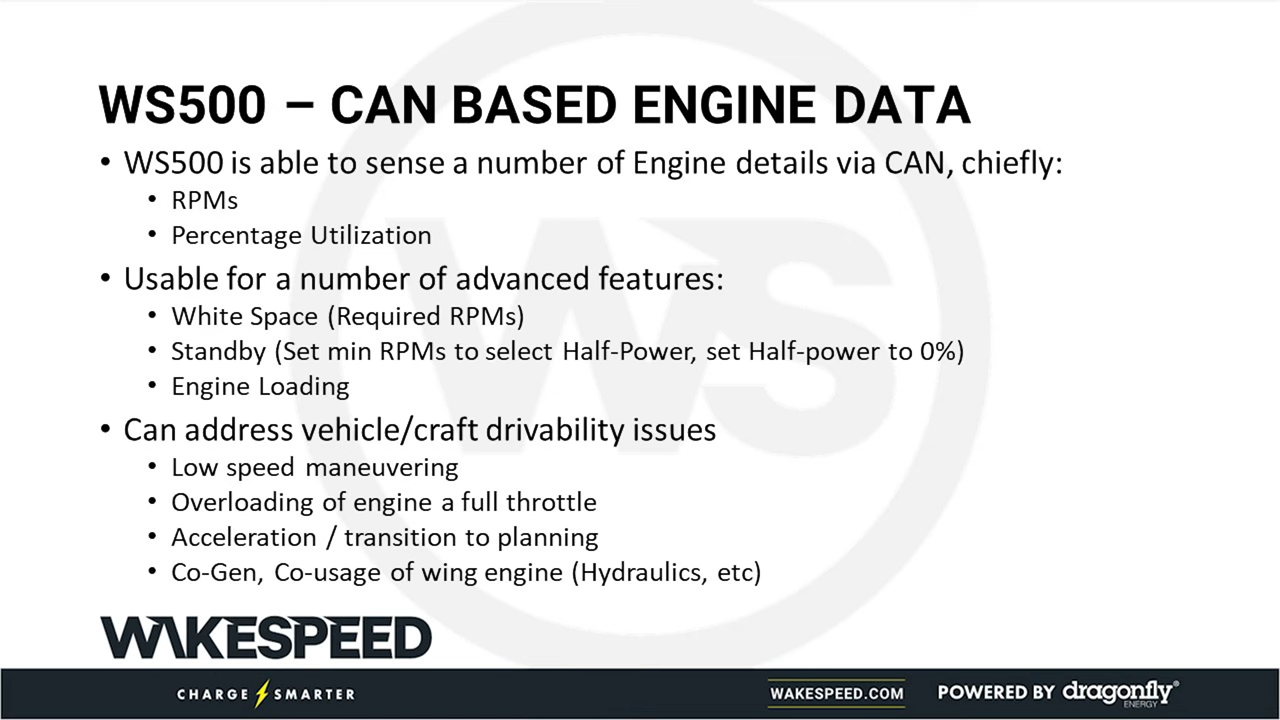 WS500 – CAN BASED ENGINE DATA
• WS500 is able to sense a number of Engine details via CAN, chiefly:
• RPMs
• Percentage Utilization
• Usable for a number of advanced features:
• White Space (Required RPMs)
• Standby (Set min RPMs to select Half-Power, set Half-power to 0%)
• Engine Loading
• Can address vehicle/craft drivability issues
• Low speed maneuvering
• Overloading of engine a full throttle
• Acceleration / transition to planning
• Co-Gen, Co-usage of wing engine (Hydraulics, etc)
WS
WAKESPEED
CHARGE SMARTER
WAKESPEED.COM
POWERED BY dragonfly®
ENERGY